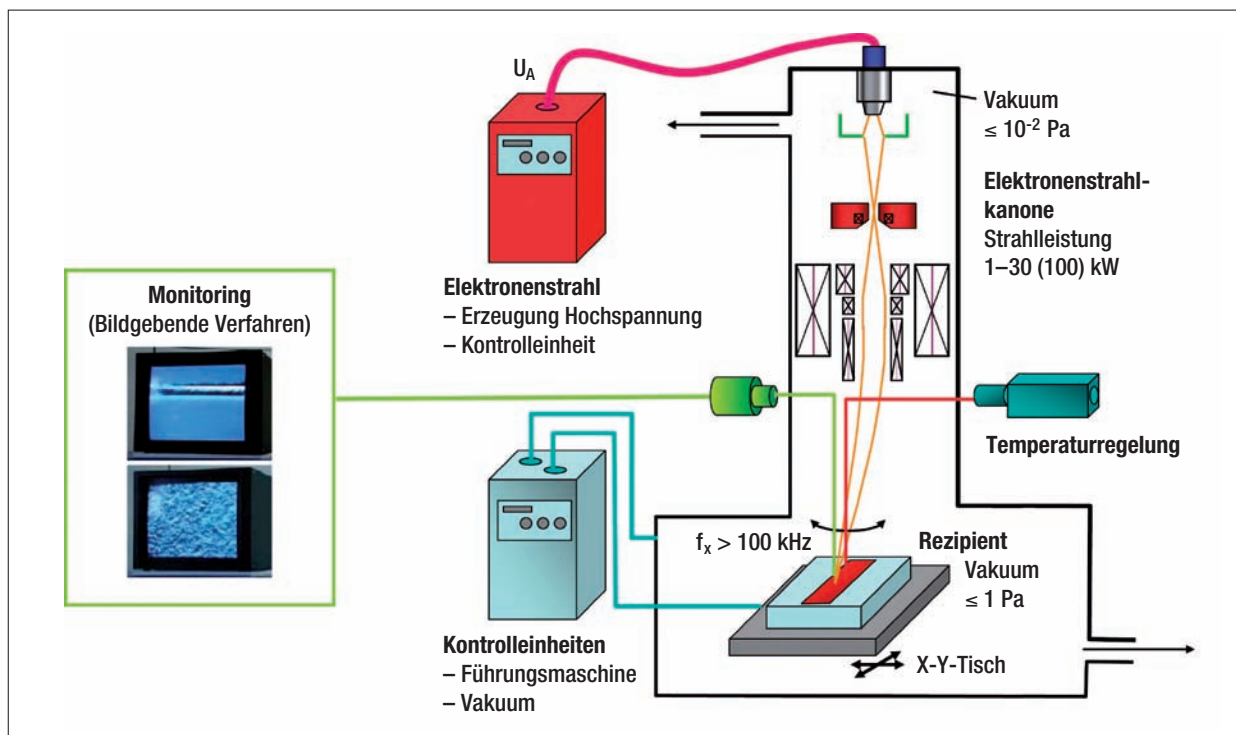 U_A
Vakuum
≤ 10⁻² Pa
Elektronenstrahl-
kanone
Strahlleistung
1–30 (100) kW
Elektronenstrahl
– Erzeugung Hochspannung
– Kontrolleinheit
Monitoring
(Bildgebende Verfahren)
Temperaturregelung
f_x > 100 kHz
Rezipient
Vakuum
≤ 1 Pa
Kontrolleinheiten
– Führungsmaschine
– Vakuum
X-Y-Tisch